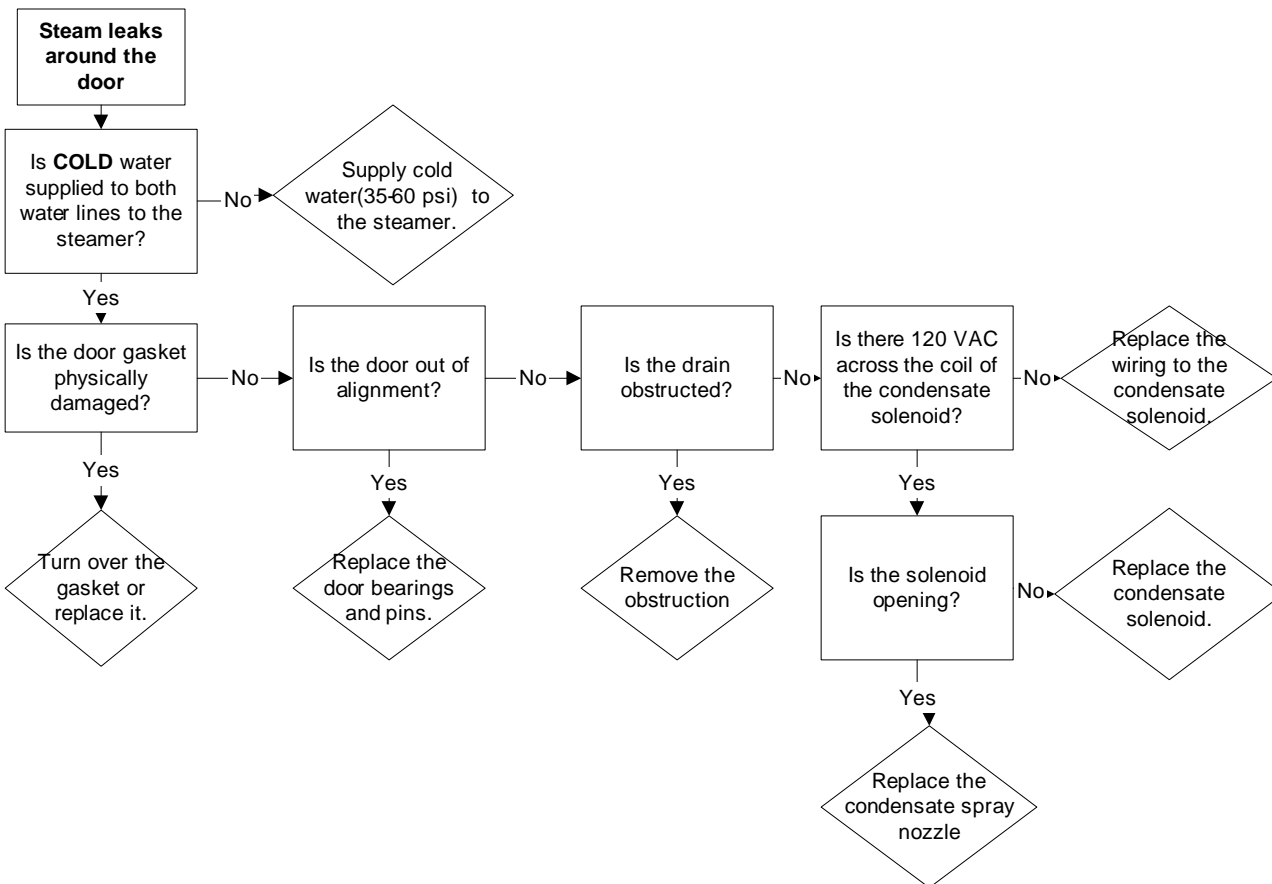 Steam leaks
around the
door
Is COLD water
supplied to both
water lines to the
steamer?
No
Supply cold
water(35-60 psi) to
the steamer.
Yes
Is the door gasket
physically
damaged?
No
Is the door out of
alignment?
No
Is the drain
obstructed?
No
Is there 120 VAC
across the coil of
the condensate
solenoid?
No
Replace the
wiring to the
condensate
solenoid.
Yes
Turn over the
gasket or
replace it.
Yes
Replace the
door bearings
and pins.
Yes
Remove the
obstruction
Yes
Is the solenoid
opening?
No
Replace the
condensate
solenoid.
Yes
Replace the
condensate spray
nozzle